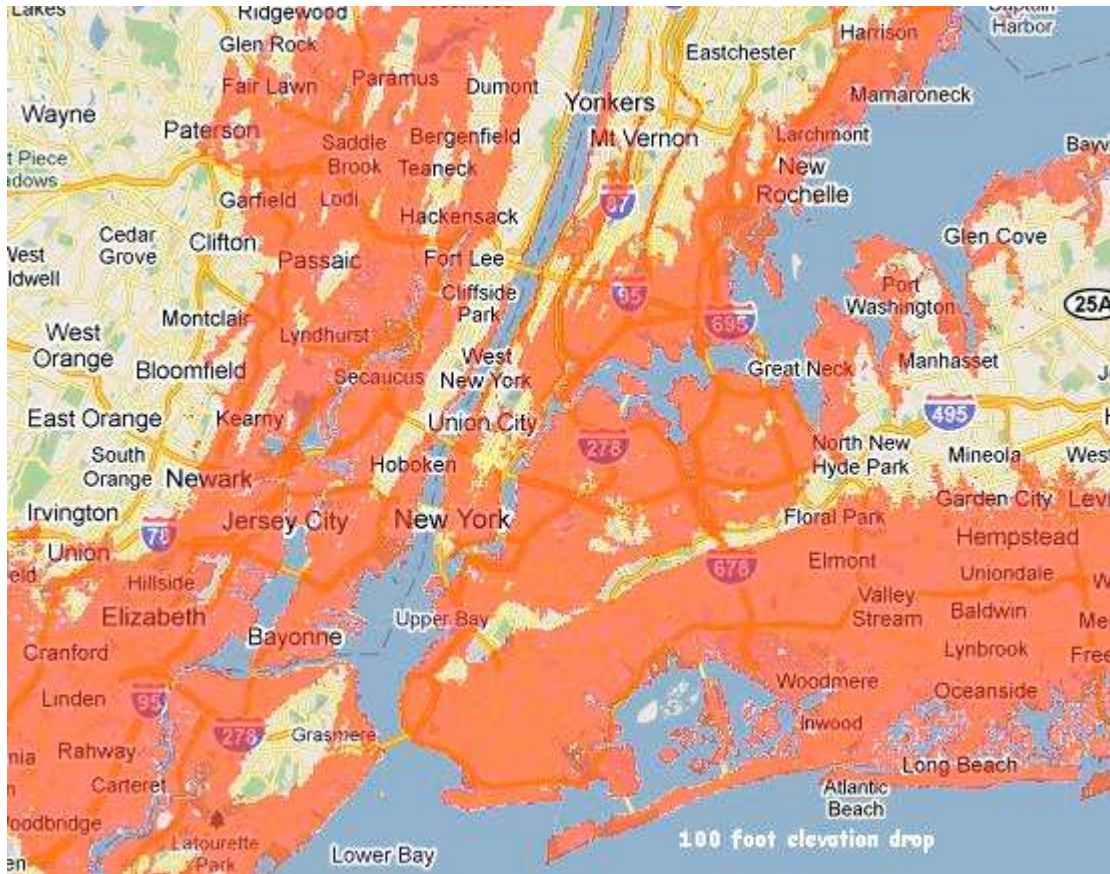 Lakes
Ridgewood
Captain
Harbor
Glen Rock
Harrison
Eastchester
Paramus
Fair Lawn
Dumont
Mamaroneck
Wayne
Yonkers
Paterson
Bergenfield
Mt Vernon
Larchmont
Saddle
Brook
Teaneck
New
Rochelle
Garfield
Lodi
87
Hackensack
Cedar
Grove
Clifton
Glen Cove
West
Passaic
Fort Lee
Port
Washington
95
Cliffside
Park
25A
Montclair
695
West
Orange
Lyndhurst
West
New York
Manhasset
Bloomfield
Secaucus
Great Neck
East Orange
Kearny
Union City
495
278
North New
Hyde Park
Mineola
West
South
Orange
Newark
Hoboken
Garden City
Irvington
Jersey City
New York
Floral Park
78
Hempstead
Union
Elmont
678
Hillside
Uniondale
Valley
Stream
Elizabeth
Upper Bay
Baldwin
Bayonne
Cranford
Lynbrook
Linden
95
Woodmere
Oceanside
278
Grasmere
Inwood
Rahway
Carteret
Long Beach
Atlantic
Beach
oodbridge
Latourette
Park
100 foot elevation drop
Lower Bay